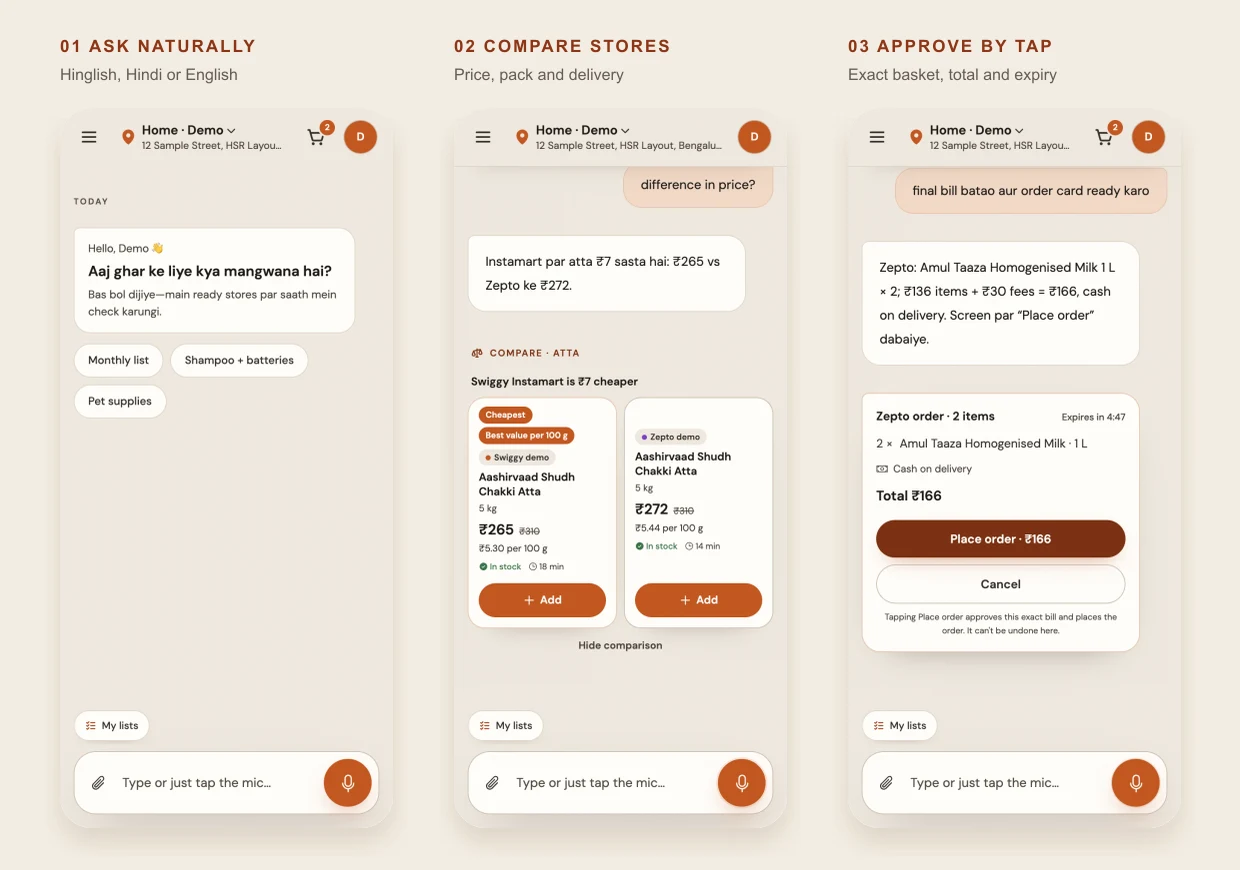 01 ASK NATURALLY
Hinglish, Hindi or English
Home · Demo
12 Sample Street, HSR Layou...
2
D
TODAY
Hello, Demo 👋
Aaj ghar ke liye kya mangwana hai?
Bas bol dijiye—main ready stores par saath mein
check karungi.
Monthly list
Shampoo + batteries
Pet supplies
My lists
Type or just tap the mic...
02 COMPARE STORES
Price, pack and delivery
Home · Demo
12 Sample Street, HSR Layout, Bengalu...
D
difference in price?
Instamart par atta ₹7 sasta hai: ₹265 vs
Zepto ke ₹272.
COMPARE · ATTA
Swiggy Instamart is ₹7 cheaper
Cheapest
Best value per 100 g
Swiggy demo
Aashirvaad Shudh
Chakki Atta
5 kg
₹265 ₹310
₹5.30 per 100 g
In stock 18 min
+ Add
Zepto demo
Aashirvaad Shudh
Chakki Atta
5 kg
₹272 ₹310
₹5.44 per 100 g
In stock 14 min
+ Add
Hide comparison
My lists
Type or just tap the mic...
03 APPROVE BY TAP
Exact basket, total and expiry
Home · Demo
12 Sample Street, HSR Layou...
2
D
final bill batao aur order card ready karo
Zepto: Amul Taaza Homogenised Milk 1 L
× 2; ₹136 items + ₹30 fees = ₹166, cash
on delivery. Screen par “Place order”
dabaiye.
Zepto order · 2 items Expires in 4:47
2 × Amul Taaza Homogenised Milk · 1 L
Cash on delivery
Total ₹166
Place order · ₹166
Cancel
Tapping Place order approves this exact bill and places the
order. It can't be undone here.
My lists
Type or just tap the mic...